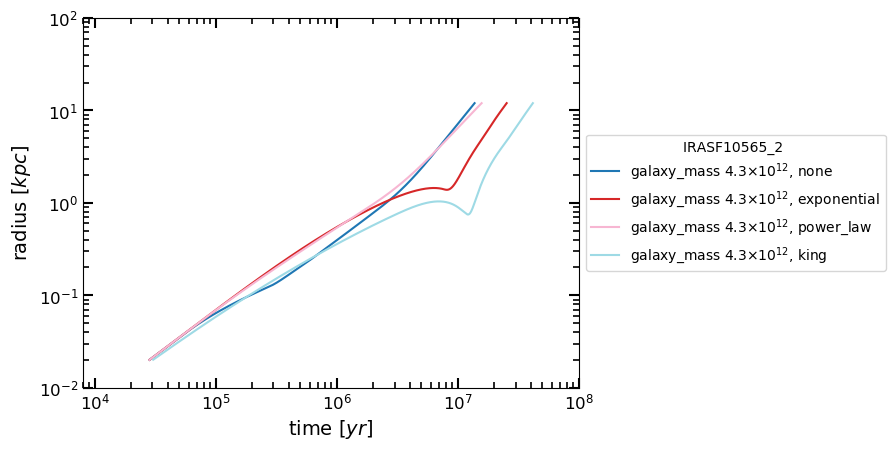 10²
10¹
10⁰
10⁻¹
10⁻²
radius [kpc]
10⁴
10⁵
10⁶
10⁷
10⁸
time [yr]
IRASF10565_2
galaxy_mass 4.3×10¹², none
galaxy_mass 4.3×10¹², exponential
galaxy_mass 4.3×10¹², power_law
galaxy_mass 4.3×10¹², king